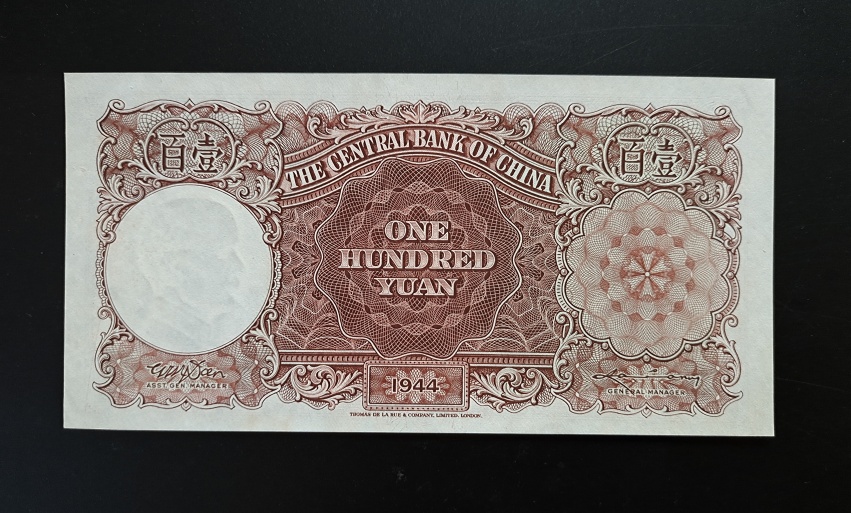 百壹
百壹
THE CENTRAL BANK OF CHINA
ONE
HUNDRED
YUAN
ASST. GEN. MANAGER
1944
GENERAL MANAGER
THOMAS DE LA RUE & COMPANY, LIMITED. LONDON.